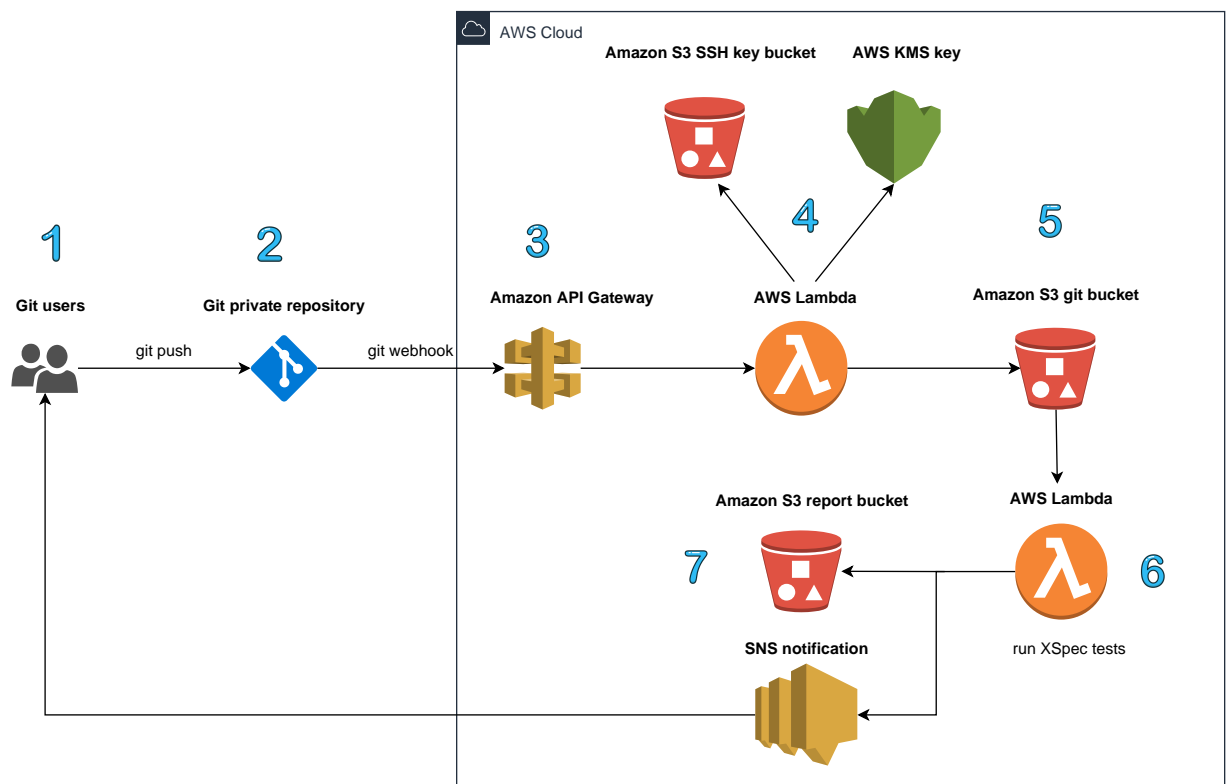 AWS Cloud
Amazon S3 SSH key bucket
AWS KMS key
1
2
3
4
5
Git users
Git private repository
Amazon API Gateway
AWS Lambda
Amazon S3 git bucket
git push
git webhook
Amazon S3 report bucket
AWS Lambda
7
6
SNS notification
run XSpec tests